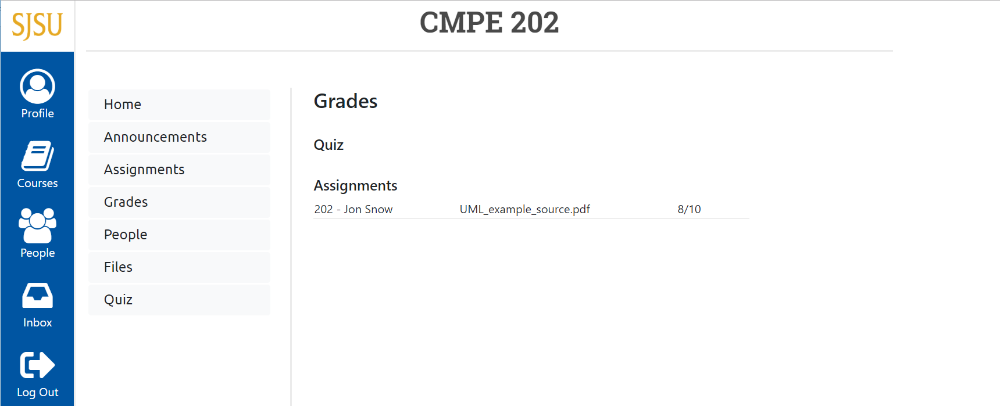 SJSU
CMPE 202
Profile
Courses
People
Inbox
Log Out
Home
Announcements
Assignments
Grades
People
Files
Quiz
Grades
Quiz
Assignments
202 - Jon Snow UML_example_source.pdf 8/10